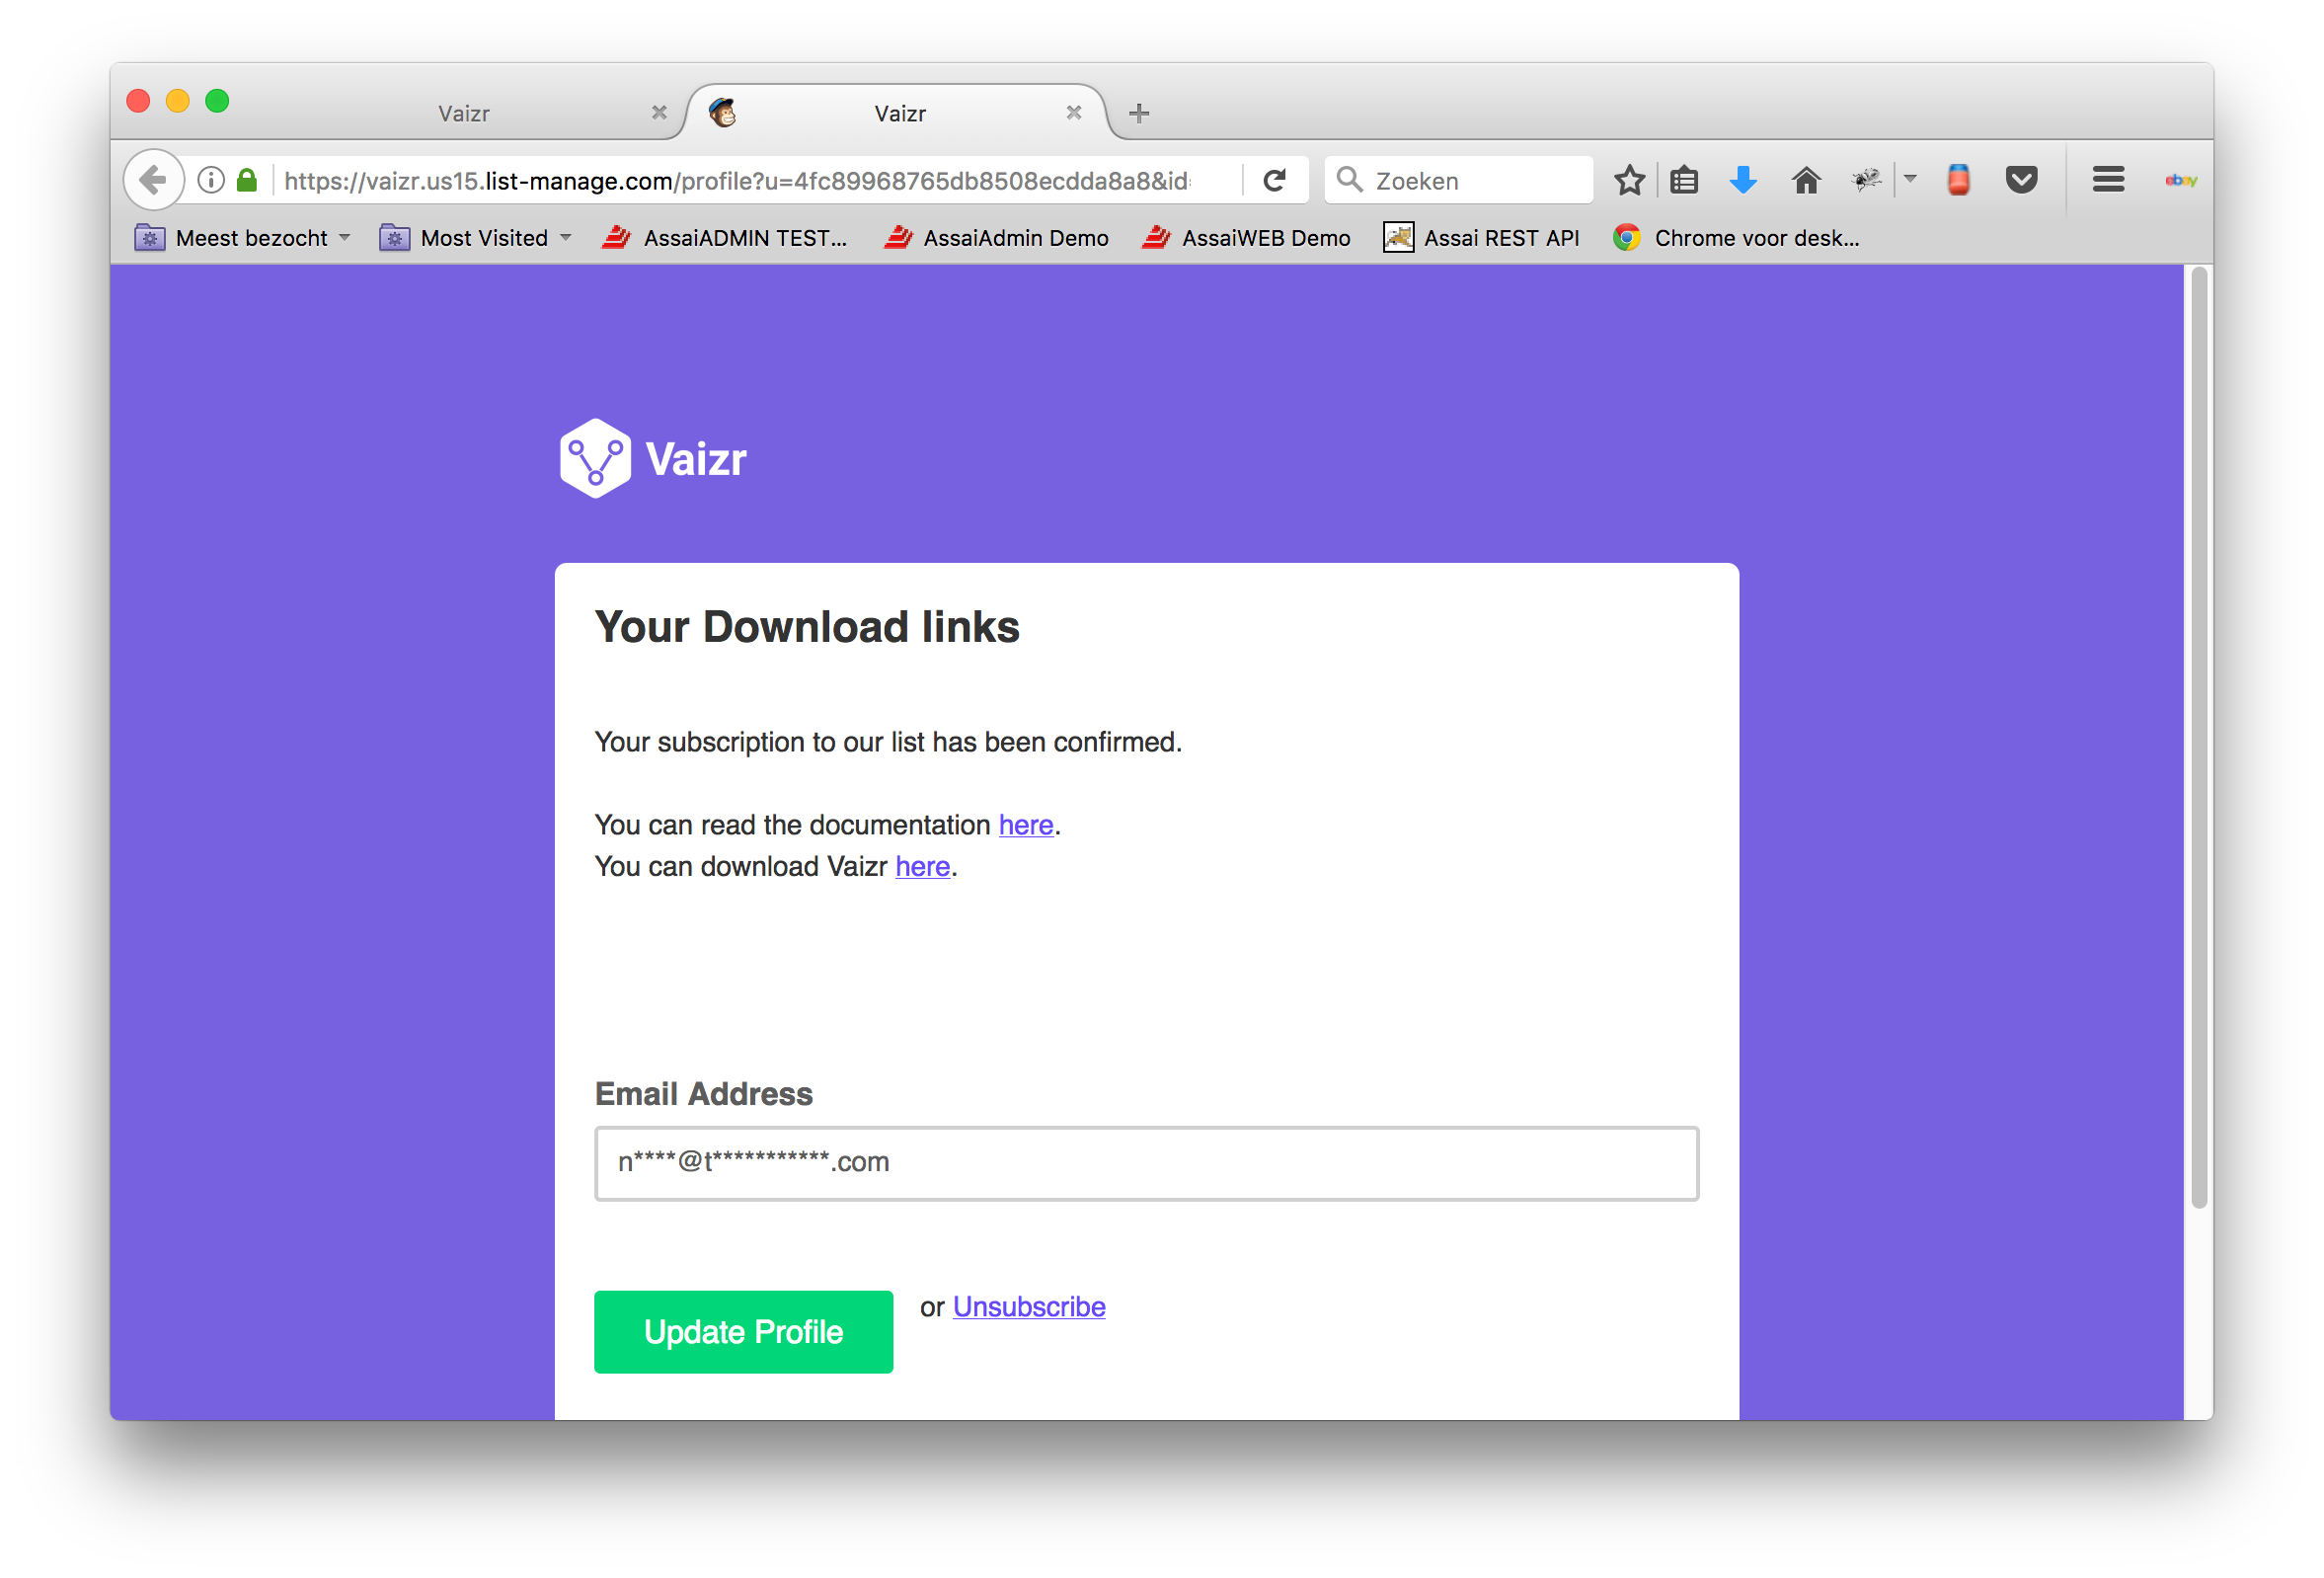 Vaizr
Vaizr
https://vaizr.us15.list-manage.com/profile?u=4fc89968765db8508ecdda8a8&id
Zoeken
ebay
Meest bezocht
Most Visited
AssaiADMIN TEST...
AssaiAdmin Demo
AssaiWEB Demo
Assai REST API
Chrome voor desk...
Vaizr
Your Download links
Your subscription to our list has been confirmed.
You can read the documentation here.
You can download Vaizr here.
Email Address
n****@t***********.com
Update Profile
or Unsubscribe